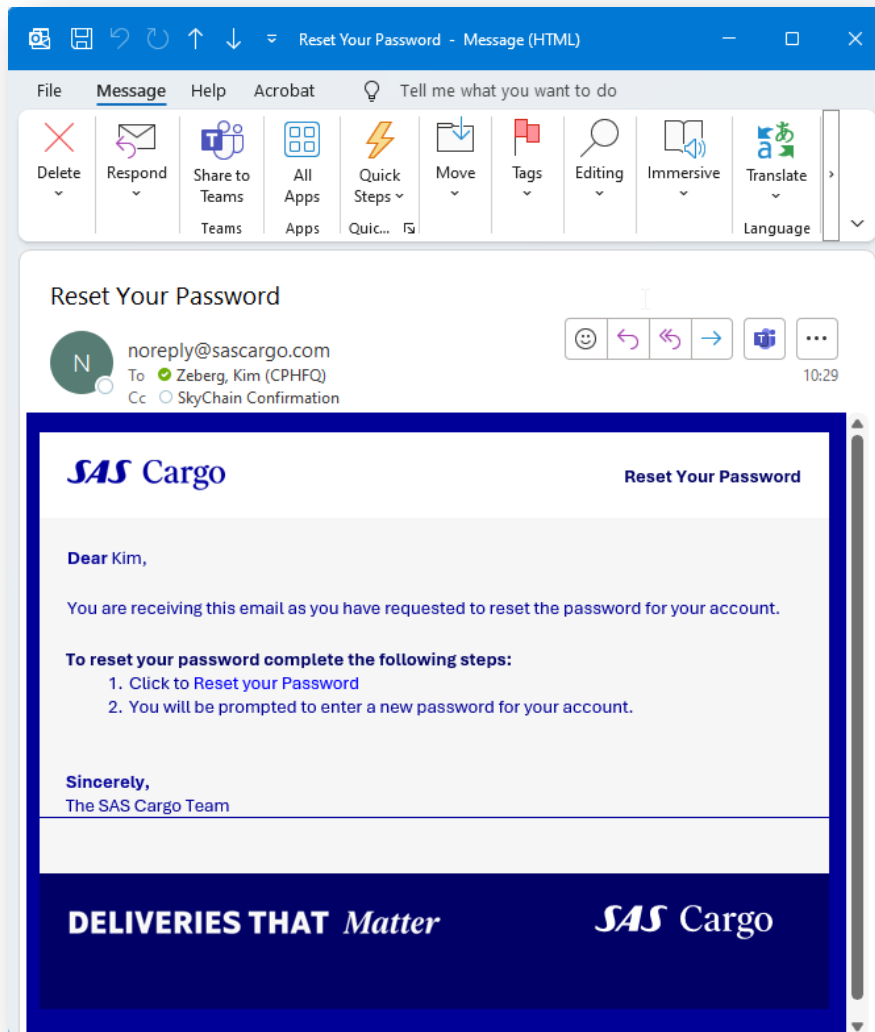 Reset Your Password - Message (HTML)
File Message Help Acrobat Tell me what you want to do
Delete Respond Share to Teams All Apps Quick Steps Move Tags Editing Immersive Translate
Teams Apps Quic... Language
Reset Your Password
N
noreply@sascargo.com
To Zeberg, Kim (CPHFQ)
10:29
Cc SkyChain Confirmation
SAS Cargo
Reset Your Password
Dear Kim,
You are receiving this email as you have requested to reset the password for your account.
To reset your password complete the following steps:
1. Click to Reset your Password
2. You will be prompted to enter a new password for your account.
Sincerely,
The SAS Cargo Team
DELIVERIES THAT Matter
SAS Cargo